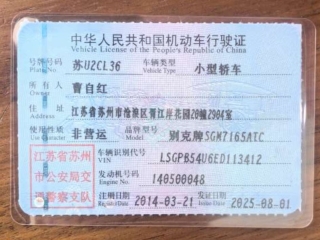 中华人民共和国机动车行驶证
Vehicle License of the People's Republic of China
号牌号码 苏U2CL36 车辆类型 小型轿车
Plate No. Vehicle Type
所有人 曹自红
Owner
住址 江苏省苏州市沧浪区胥江岸花园20幢2904室
Address
使用性质 非营运 品牌型号 别克牌SGM7165ATC
Use Character Model
江苏省苏州市公安局交通警察支队
车辆识别代号 LSGPB54U6ED113412
VIN
发动机号码 140500048
Engine No.
注册日期 2014-03-21 发证日期 2025-08-01
Register Date Issue Date